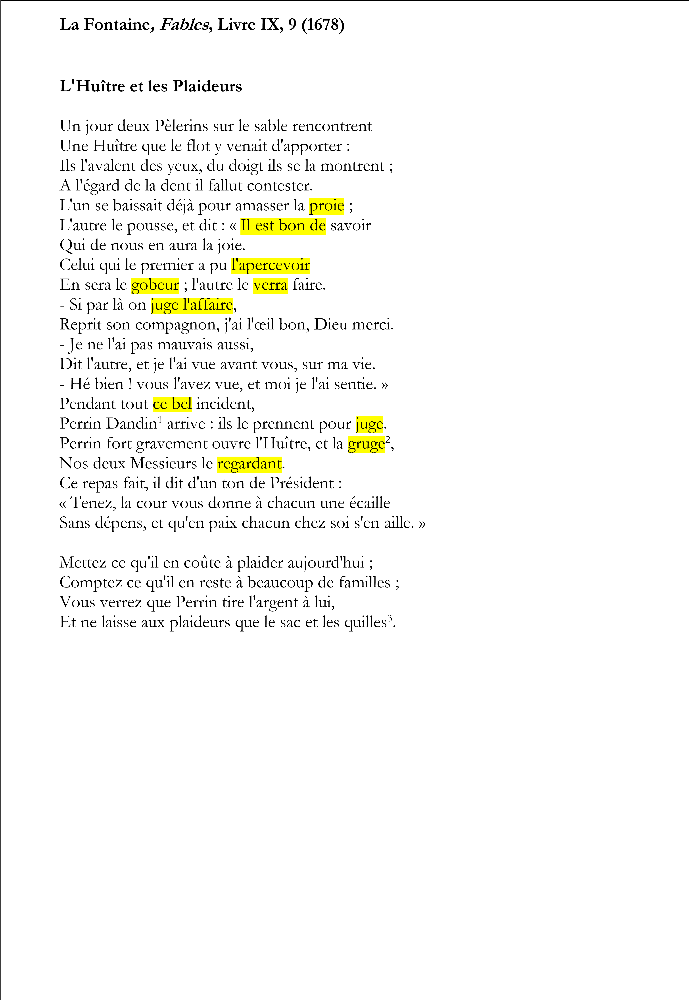 La Fontaine, Fables, Livre IX, 9 (1678)
L'Huître et les Plaideurs
Un jour deux Pèlerins sur le sable rencontrent
Une Huître que le flot y venait d'apporter :
Ils l'avalent des yeux, du doigt ils se la montrent ;
A l'égard de la dent il fallut contester.
L'un se baissait déjà pour amasser la proie ;
L'autre le pousse, et dit : « Il est bon de savoir
Qui de nous en aura la joie.
Celui qui le premier a pu l'apercevoir
En sera le gobeur ; l'autre le verra faire.
- Si par là on juge l'affaire,
Reprit son compagnon, j'ai l'œil bon, Dieu merci.
- Je ne l'ai pas mauvais aussi,
Dit l'autre, et je l'ai vue avant vous, sur ma vie.
- Hé bien ! vous l'avez vue, et moi je l'ai sentie. »
Pendant tout ce bel incident,
Perrin Dandin¹ arrive : ils le prennent pour juge.
Perrin fort gravement ouvre l'Huître, et la gruge²,
Nos deux Messieurs le regardant.
Ce repas fait, il dit d'un ton de Président :
« Tenez, la cour vous donne à chacun une écaille
Sans dépens, et qu'en paix chacun chez soi s'en aille. »
Mettez ce qu'il en coûte à plaider aujourd'hui ;
Comptez ce qu'il en reste à beaucoup de familles ;
Vous verrez que Perrin tire l'argent à lui,
Et ne laisse aux plaideurs que le sac et les quilles³.